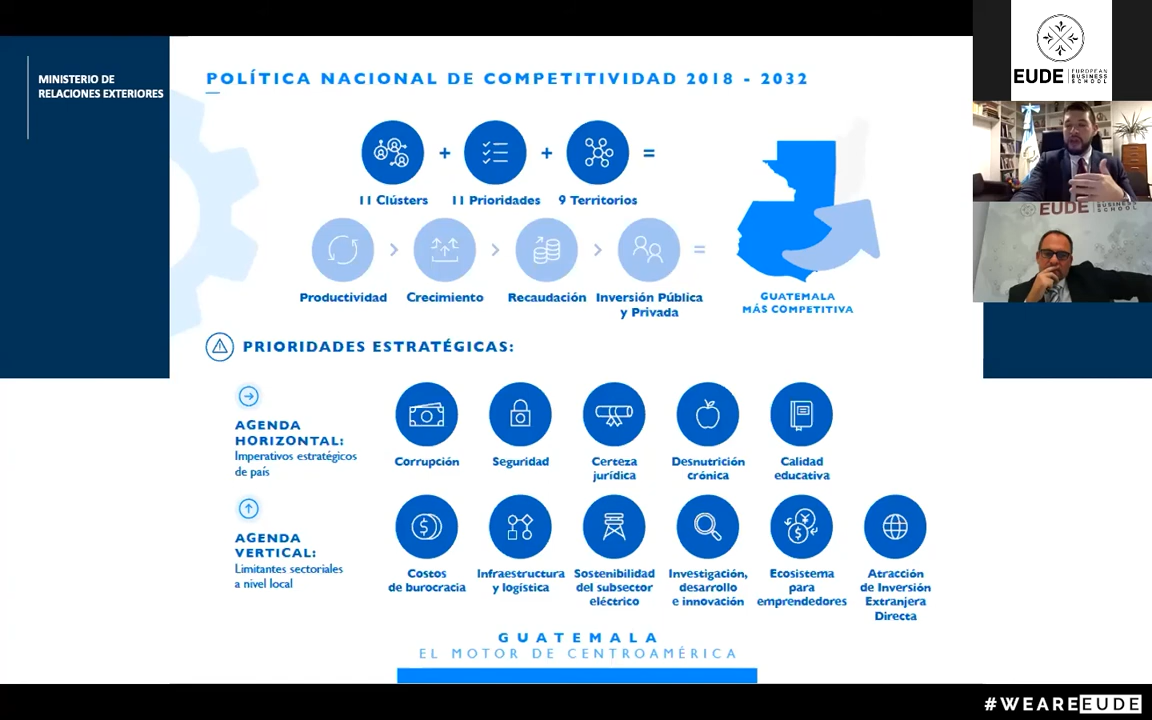 MINISTERIO DE
RELACIONES EXTERIORES
POLÍTICA NACIONAL DE COMPETITIVIDAD 2018 - 2032
+ + =
11 Clústers 11 Prioridades 9 Territorios
> > > =
Productividad Crecimiento Recaudación Inversión Pública
y Privada
GUATEMALA
MÁS COMPETITIVA
PRIORIDADES ESTRATÉGICAS:
AGENDA
HORIZONTAL:
Imperativos estratégicos
de país
Corrupción
Seguridad
Certeza
jurídica
Desnutrición
crónica
Calidad
educativa
AGENDA
VERTICAL:
Limitantes sectoriales
a nivel local
Costos
de burocracia
Infraestructura
y logística
Sostenibilidad
del subsector
eléctrico
Investigación,
desarrollo
e innovación
Ecosistema
para
emprendedores
Atracción
de Inversión
Extranjera
Directa
GUATEMALA
EL MOTOR DE CENTROAMÉRICA
EUDE EUROPEAN
BUSINESS
SCHOOL
EUDE BUSINESS
SCHOOL
#WEAREEUDE